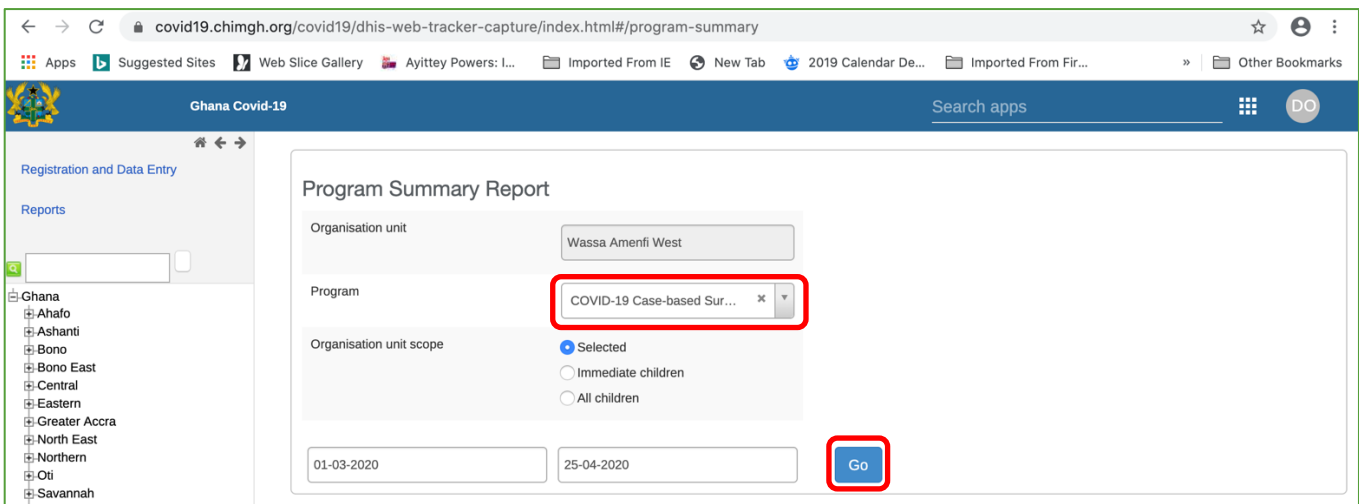 covid19.chimgh.org/covid19/dhis-web-tracker-capture/index.html#/program-summary
Apps Suggested Sites Web Slice Gallery Ayittey Powers: I... Imported From IE New Tab 2019 Calendar De... Imported From Fir... » Other Bookmarks
Ghana Covid-19 Search apps DO
Registration and Data Entry
Reports
Ghana
Ahafo
Ashanti
Bono
Bono East
Central
Eastern
Greater Accra
North East
Northern
Oti
Savannah
Program Summary Report
Organisation unit Wassa Amenfi West
Program COVID-19 Case-based Sur...
Organisation unit scope Selected
Immediate children
All children
01-03-2020 25-04-2020 Go